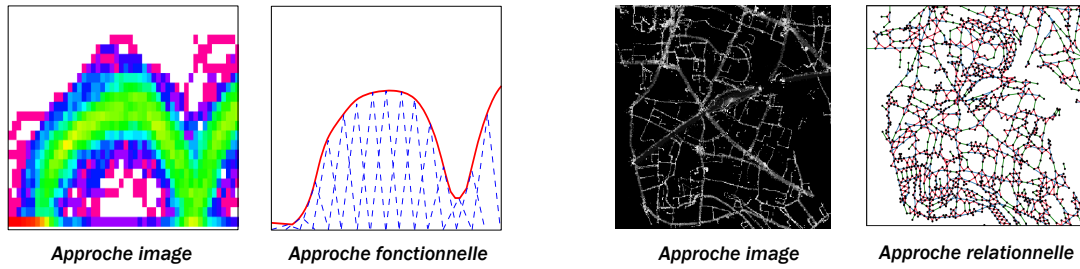 Approche image
Approche fonctionnelle
Approche image
Approche relationnelle